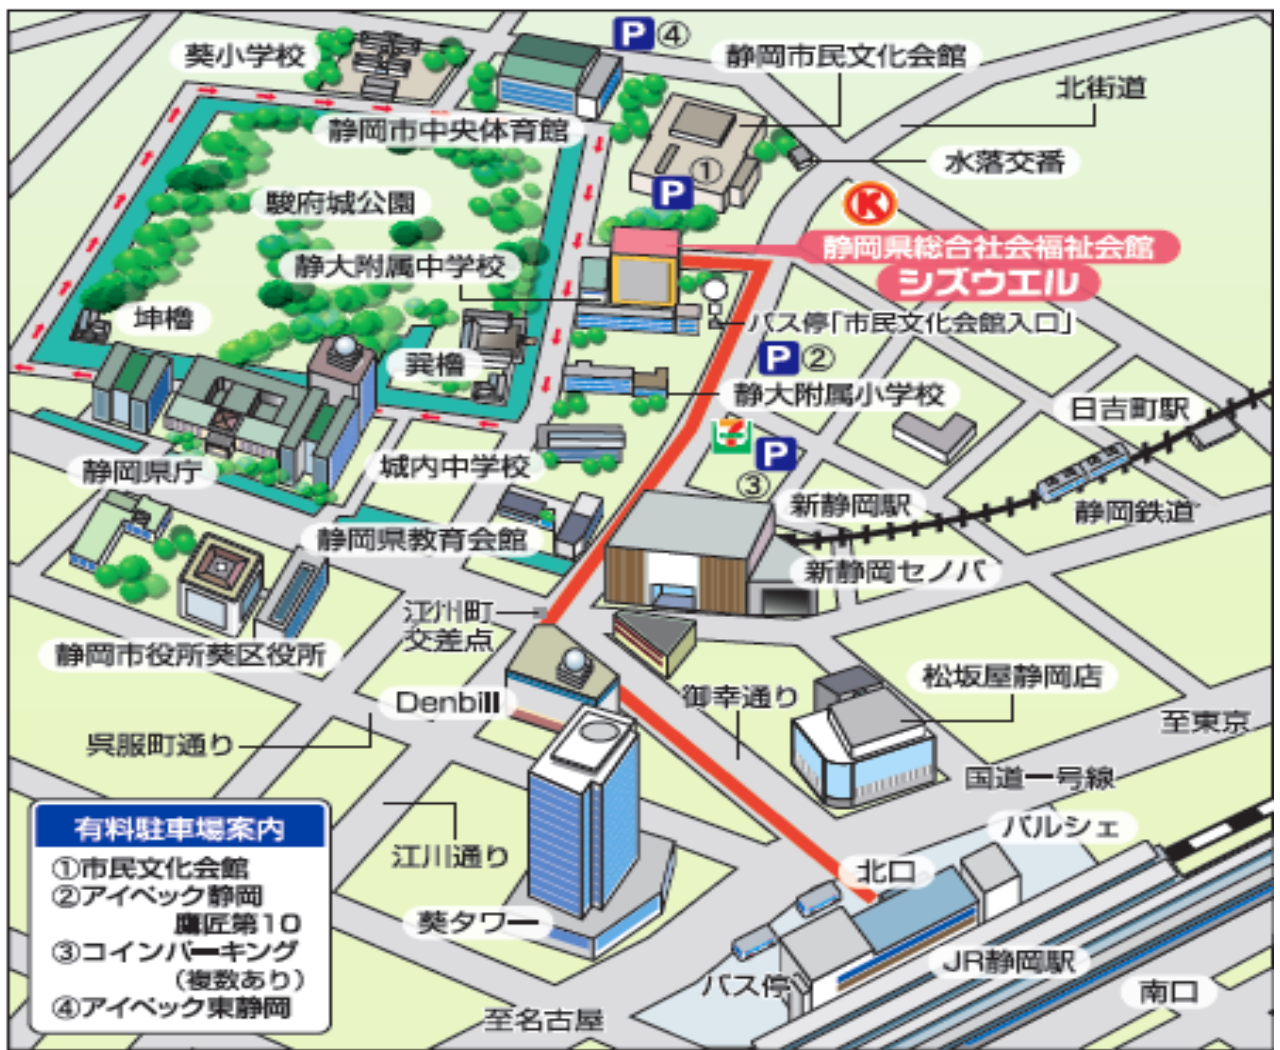 P④
葵小学校
静岡市民文化会館
北街道
静岡市中央体育館
水落交番
①
P
K
駿府城公園
静岡県総合社会福祉会館
シズウエル
静大附属中学校
坤櫓
バス停「市民文化会館入口」
巽櫓
P②
静大附属小学校
日吉町駅
7
P
③
静岡県庁
城内中学校
新静岡駅
静岡鉄道
静岡県教育会館
新静岡セノバ
江川町
交差点
静岡市役所葵区役所
松坂屋静岡店
Denbill
御幸通り
至東京
呉服町通り
国道一号線
パルシェ
江川通り
北口
葵タワー
JR静岡駅
バス停
南口
至名古屋
有料駐車場案内
①市民文化会館
②アイペック静岡
鷹匠第10
③コインパーキング
(複数あり)
④アイペック東静岡